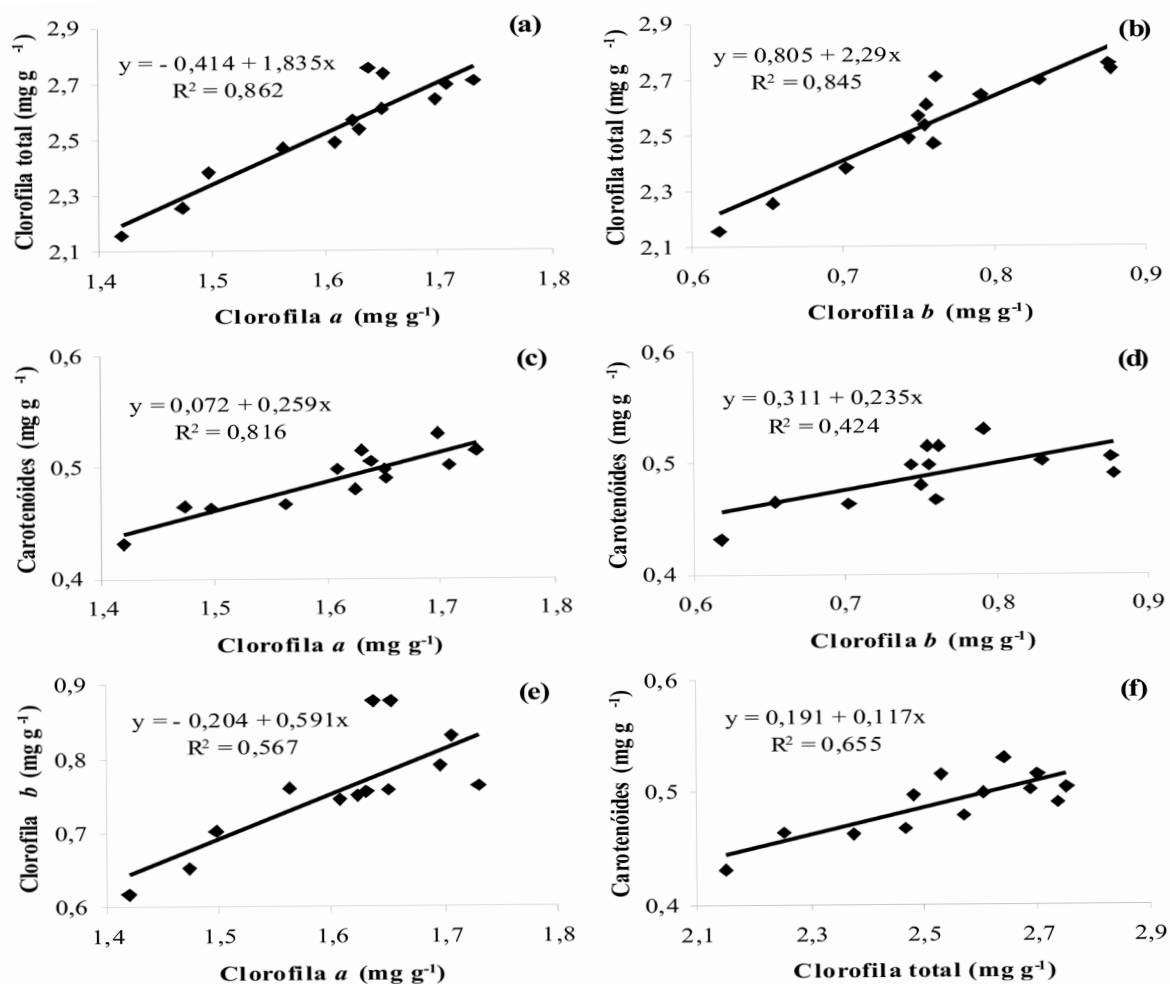 (a)
y = - 0,414 + 1,835x
R² = 0,862
Clorofila total (mg g⁻¹)
2,9
2,7
2,5
2,3
2,1
1,4 1,5 1,6 1,7 1,8
Clorofila a (mg g⁻¹)
(b)
y = 0,805 + 2,29x
R² = 0,845
Clorofila total (mg g⁻¹)
2,9
2,7
2,5
2,3
2,1
0,6 0,7 0,8 0,9
Clorofila b (mg g⁻¹)
(c)
y = 0,072 + 0,259x
R² = 0,816
Carotenóides (mg g⁻¹)
0,6
0,5
0,4
1,4 1,5 1,6 1,7 1,8
Clorofila a (mg g⁻¹)
(d)
y = 0,311 + 0,235x
R² = 0,424
Carotenóides (mg g⁻¹)
0,6
0,5
0,4
0,6 0,7 0,8 0,9
Clorofila b (mg g⁻¹)
(e)
y = - 0,204 + 0,591x
R² = 0,567
Clorofila b (mg g⁻¹)
0,9
0,8
0,7
0,6
1,4 1,5 1,6 1,7 1,8
Clorofila a (mg g⁻¹)
(f)
y = 0,191 + 0,117x
R² = 0,655
Carotenóides (mg g⁻¹)
0,6
0,5
0,4
2,1 2,3 2,5 2,7 2,9
Clorofila total (mg g⁻¹)